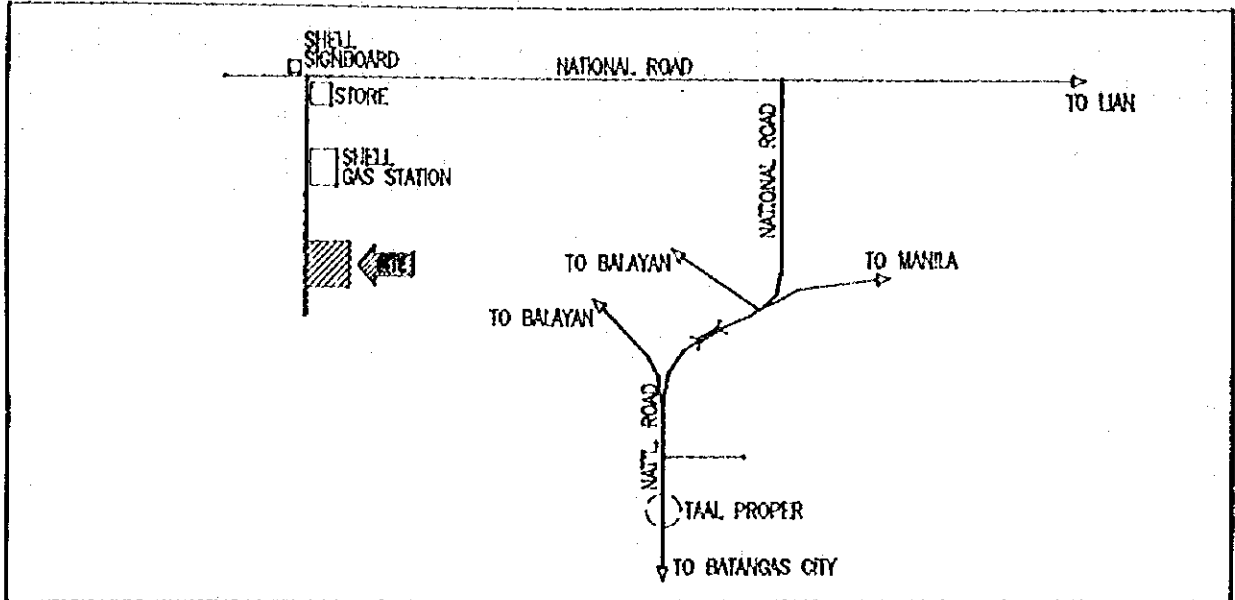 SHELL
SIGNBOARD
NATIONAL ROAD
STORE
TO LIAN
SHELL
GAS STATION
NATIONAL ROAD
SITE
TO BALAYAN
TO MANILA
TO BALAYAN
NAT'L ROAD
TAAL PROPER
TO BATANGAS CITY